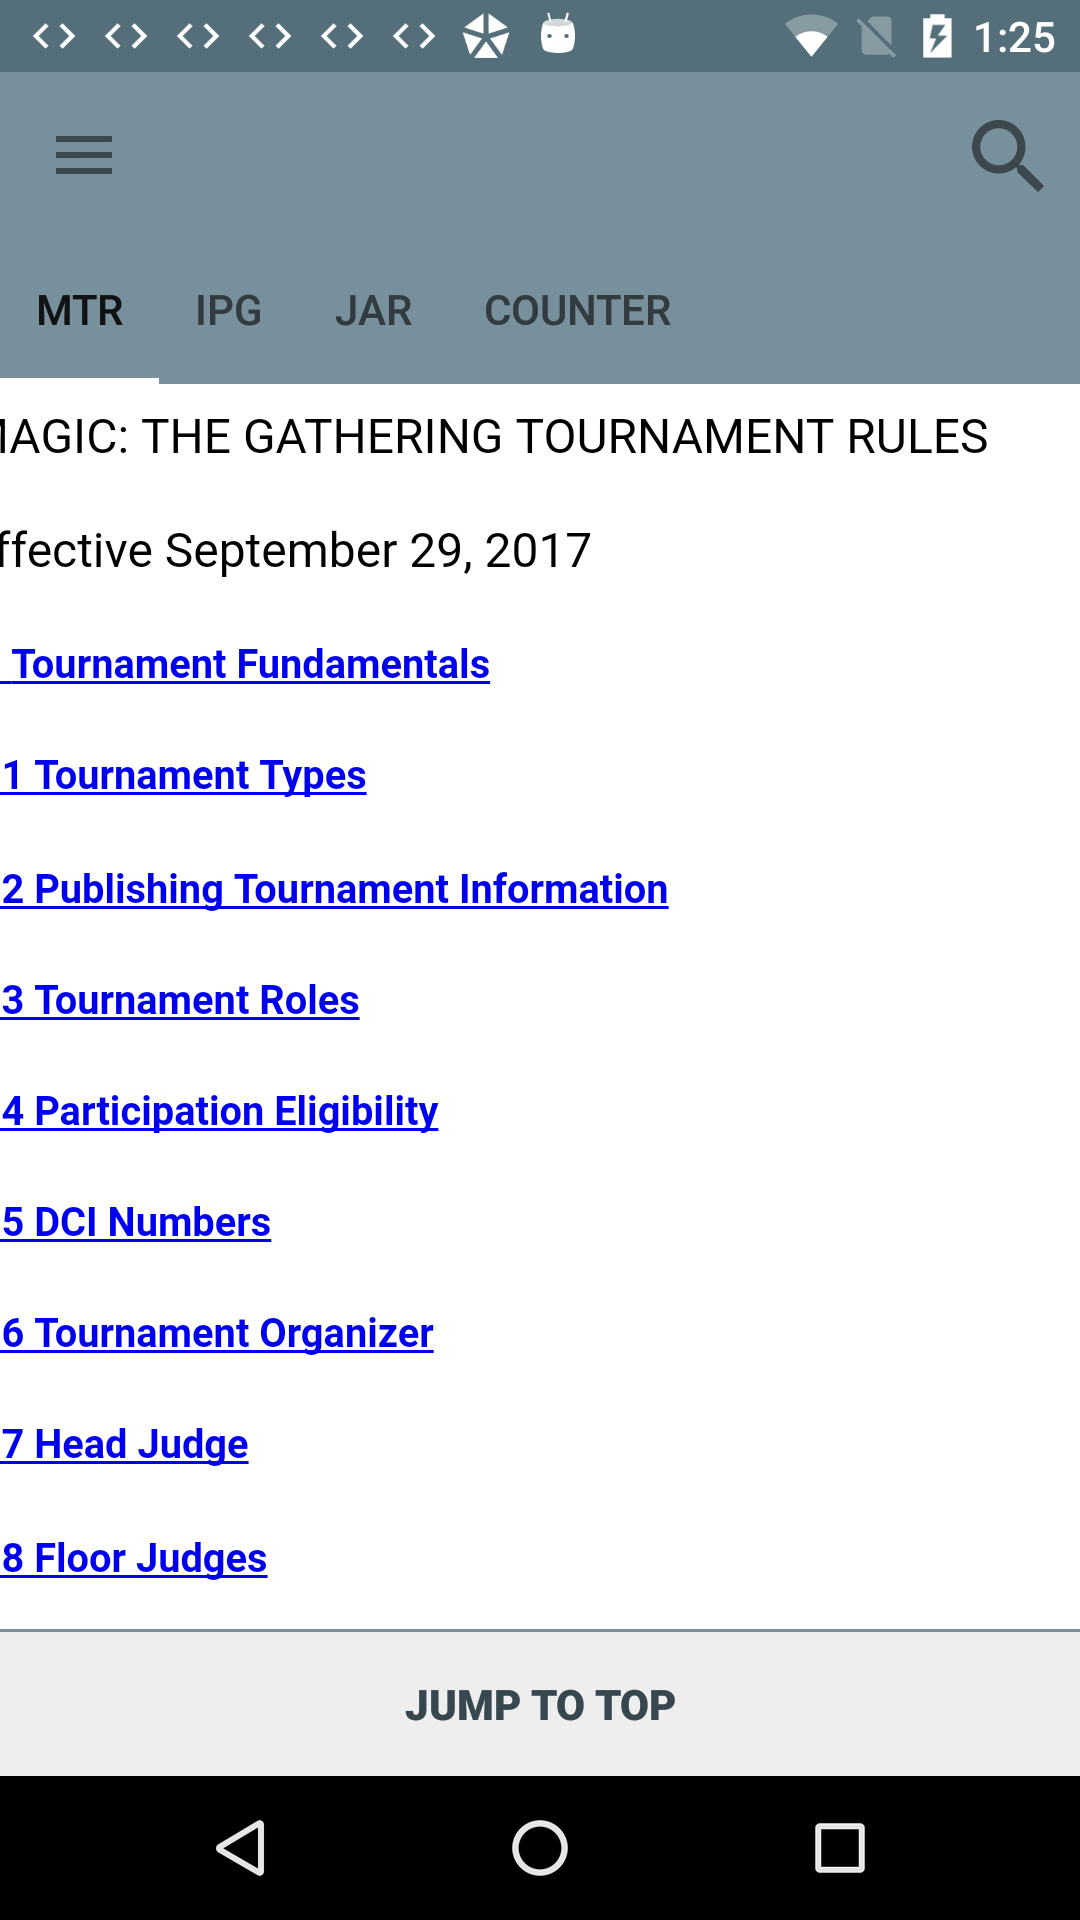 1:25
MTR IPG JAR COUNTER
MAGIC: THE GATHERING TOURNAMENT RULES
ffective September 29, 2017
Tournament Fundamentals
1 Tournament Types
2 Publishing Tournament Information
3 Tournament Roles
4 Participation Eligibility
5 DCI Numbers
6 Tournament Organizer
7 Head Judge
8 Floor Judges
JUMP TO TOP